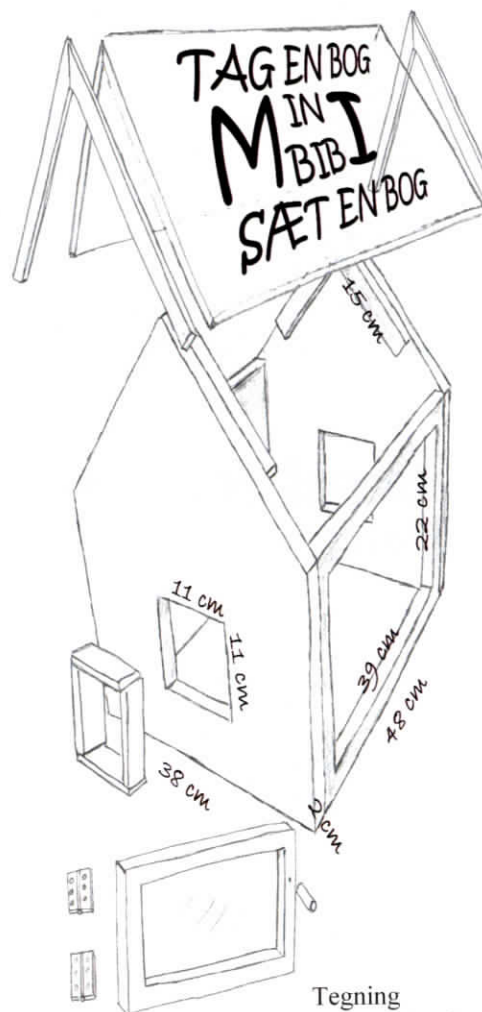 TAG EN BOG
IN
M BIB I
SÆT EN BOG
15 cm
22 cm
11 cm
11 cm
39 cm
48 cm
38 cm
2 cm
Tegning